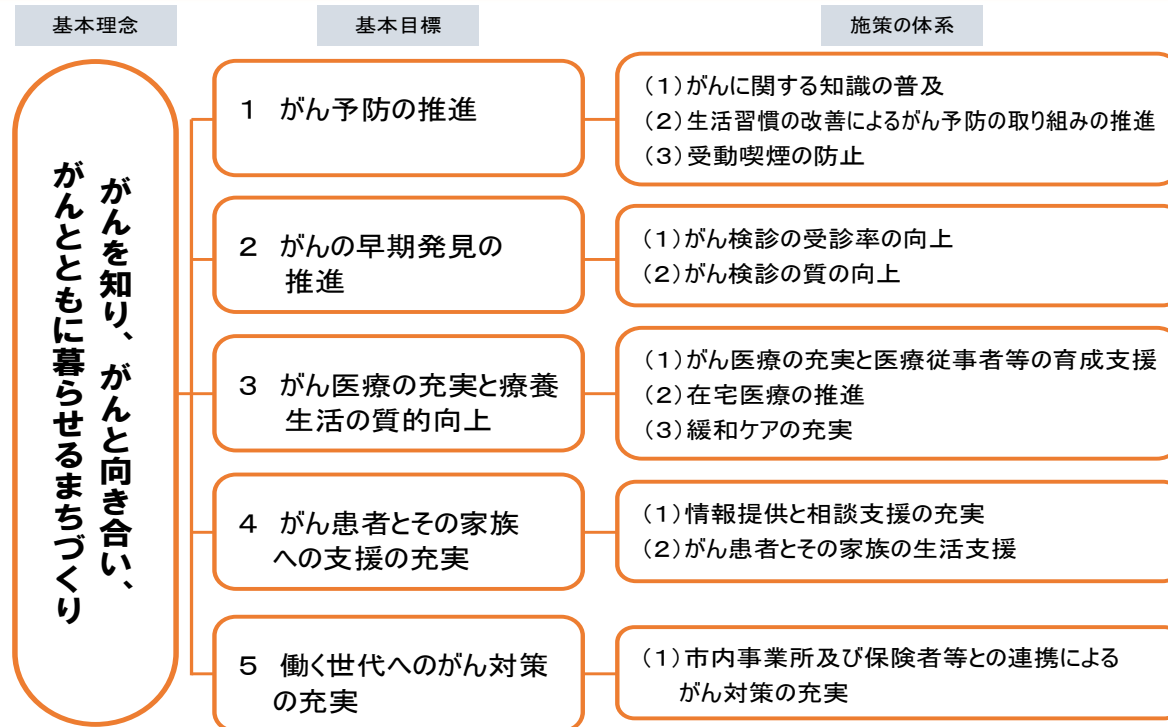 基本理念
基本目標
施策の体系
がんを知り、がんと向き合い、
がんとともに暮らせるまちづくり
1 がん予防の推進
(1)がんに関する知識の普及
(2)生活習慣の改善によるがん予防の取り組みの推進
(3)受動喫煙の防止
2 がんの早期発見の
推進
(1)がん検診の受診率の向上
(2)がん検診の質の向上
3 がん医療の充実と療養
生活の質的向上
(1)がん医療の充実と医療従事者等の育成支援
(2)在宅医療の推進
(3)緩和ケアの充実
4 がん患者とその家族
への支援の充実
(1)情報提供と相談支援の充実
(2)がん患者とその家族の生活支援
5 働く世代へのがん対策
の充実
(1)市内事業所及び保険者等との連携による
がん対策の充実